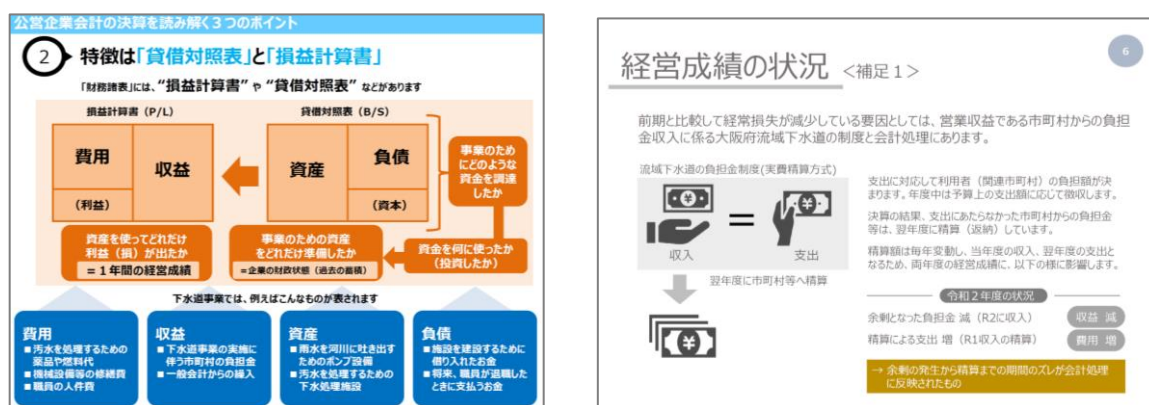 公営企業会計の決算を読み解く３つのポイント
2
特徴は「貸借対照表」と「損益計算書」
「財務諸表」には、“損益計算書” や “貸借対照表” などがあります
損益計算書（P/L）
費用
収益
（利益）
貸借対照表（B/S）
資産
負債
（資本）
事業のため
にどのような
資金を調達
したか
資産を使ってどれだけ
利益（損）が出たか
＝１年間の経営成績
事業のための資産
をどれだけ準備したか
＝企業の財政状態（過去の蓄積）
資金を何に使ったか
（投資したか）
下水道事業では、例えばこんなものが表されます
費用
■汚水を処理するための
薬品や燃料代
■機械設備等の修繕費
■職員の人件費
収益
■下水道事業の実施に
伴う市町村の負担金
■一般会計からの繰入
資産
■雨水を河川に吐き出す
ためのポンプ設備
■汚水を処理するための
下水処理施設
負債
■施設を建設するために
借り入れたお金
■将来、職員が退職した
ときに支払うお金
6
経営成績の状況 ＜補足１＞
前期と比較して経常損失が減少している要因としては、営業収益である市町村からの負担
金収入に係る大阪府流域下水道の制度と会計処理にあります。
流域下水道の負担金制度(実費精算方式)
¥
=
¥
収入
支出
翌年度に市町村等へ精算
¥
支出に対応して利用者（関連市町村）の負担額が決
まります。年度中は予算上の支出額に応じて徴収します。
決算の結果、支出にあたらなかった市町村からの負担金
等は、翌年度に精算（返納）しています。
精算額は毎年変動し、当年度の収入、翌年度の支出と
なるため、両年度の経営成績に、以下の様に影響します。
令和２年度の状況
余剰となった負担金 減（R2に収入）
収益 減
精算による支出 増（R1収入の精算）
費用 増
→ 余剰の発生から精算までの期間のズレが会計処理
に反映されたもの